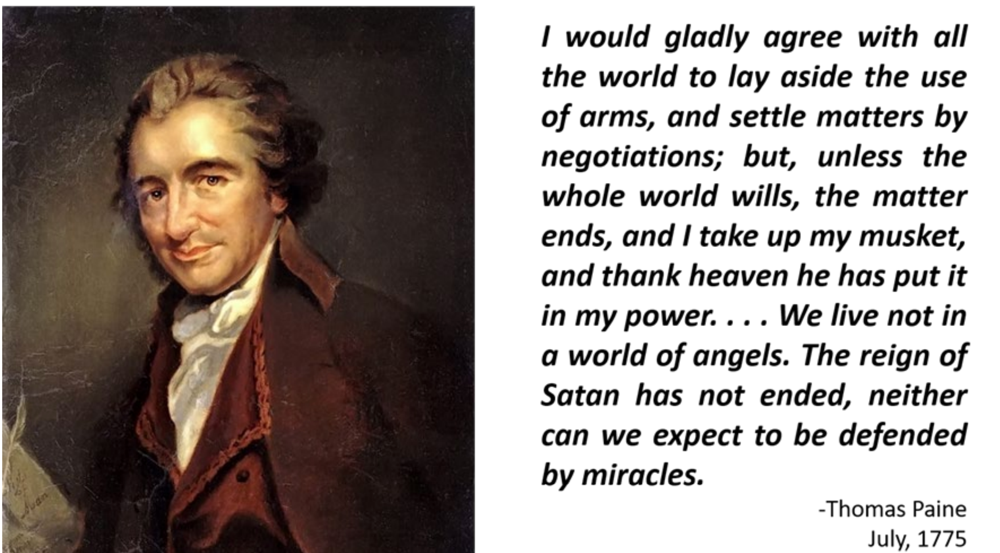 I would gladly agree with all
the world to lay aside the use
of arms, and settle matters by
negotiations; but, unless the
whole world wills, the matter
ends, and I take up my musket,
and thank heaven he has put it
in my power. . . . We live not in
a world of angels. The reign of
Satan has not ended, neither
can we expect to be defended
by miracles.
-Thomas Paine
July, 1775